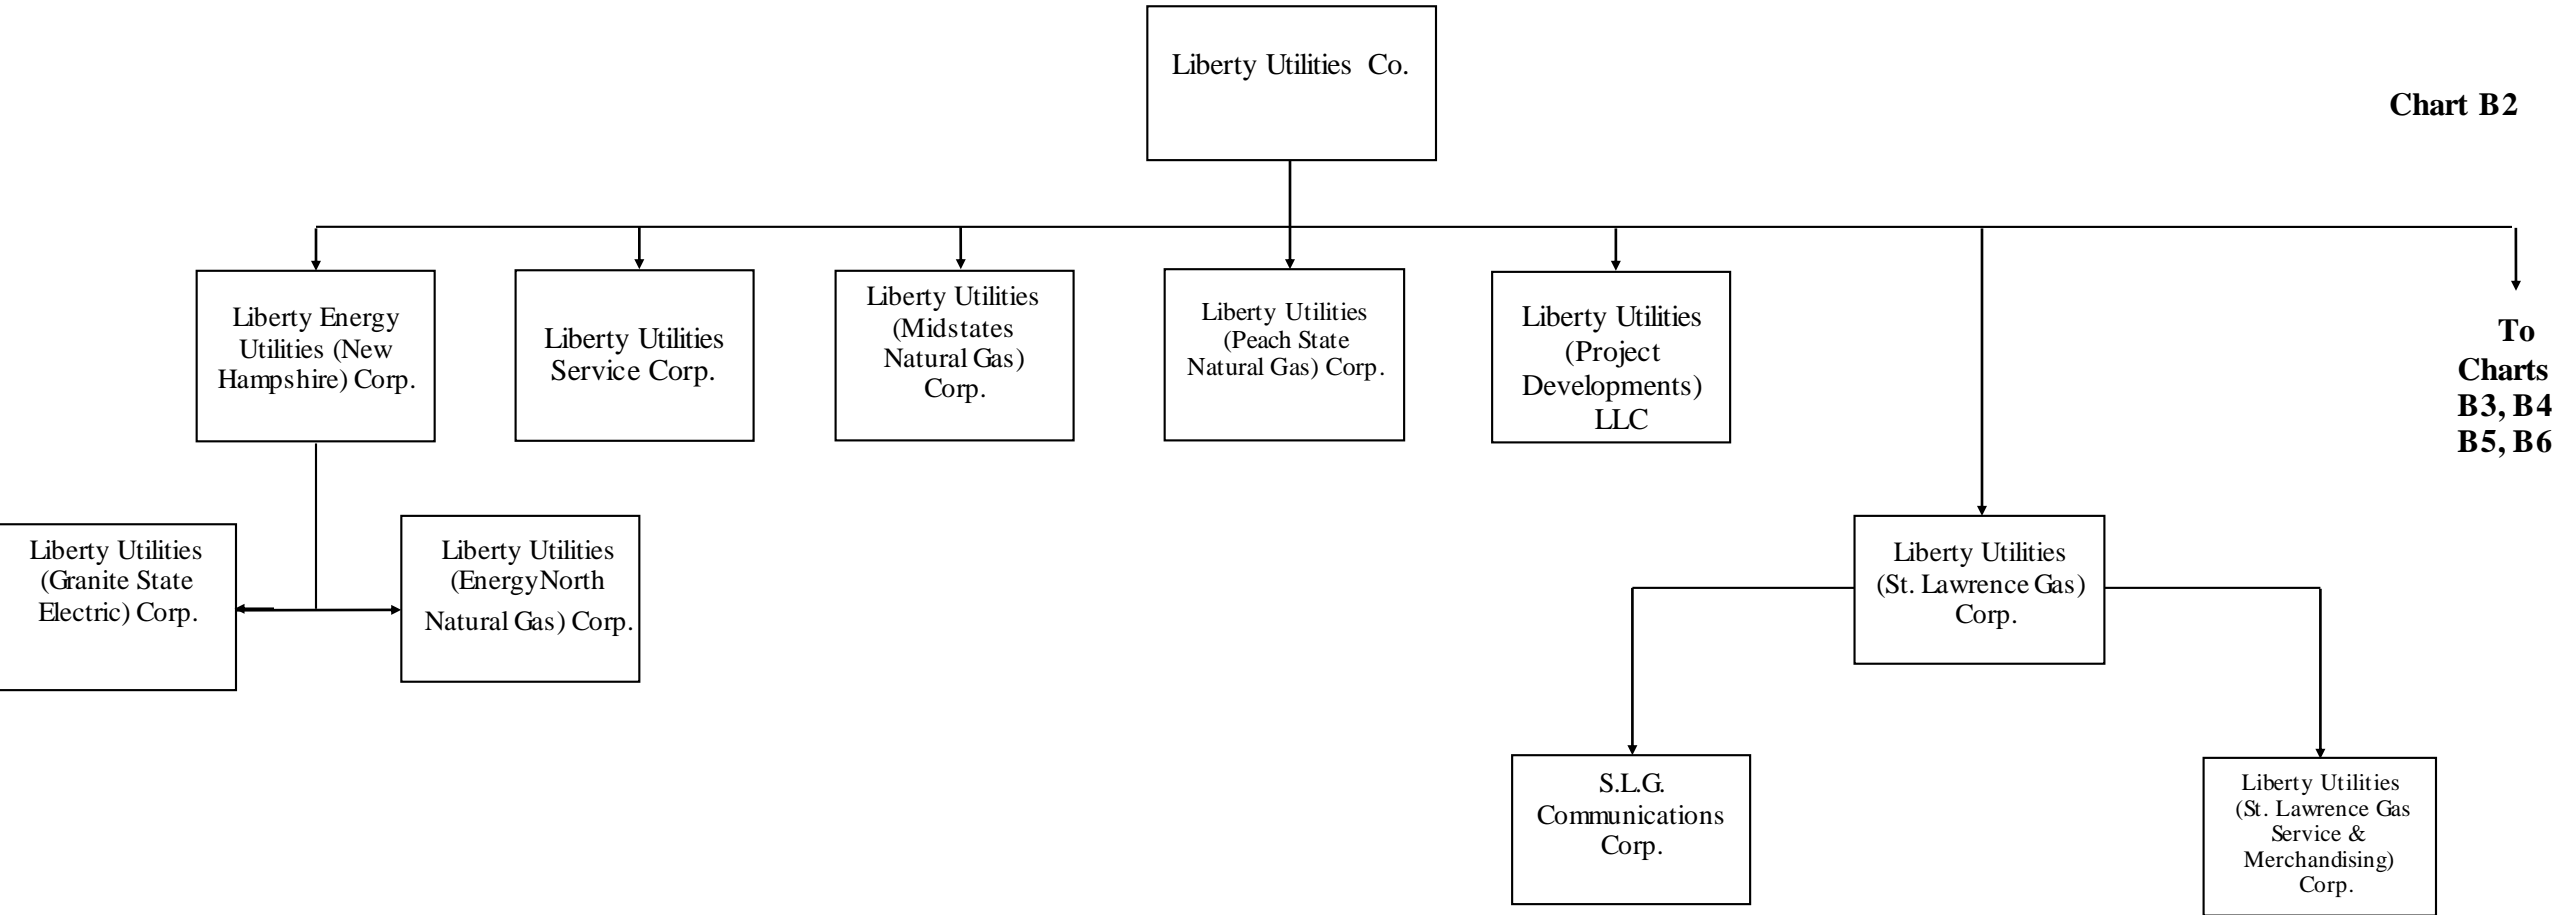 Liberty Utilities Co.
Chart B2
Liberty Energy
Utilities (New
Hampshire) Corp.
Liberty Utilities
Service Corp.
Liberty Utilities
(Midstates
Natural Gas)
Corp.
Liberty Utilities
(Peach State
Natural Gas) Corp.
Liberty Utilities
(Project
Developments)
LLC
To
Charts
B3, B4
B5, B6
Liberty Utilities
(Granite State
Electric) Corp.
Liberty Utilities
(EnergyNorth
Natural Gas) Corp.
Liberty Utilities
(St. Lawrence Gas)
Corp.
S.L.G.
Communications
Corp.
Liberty Utilities
(St. Lawrence Gas
Service &
Merchandising)
Corp.